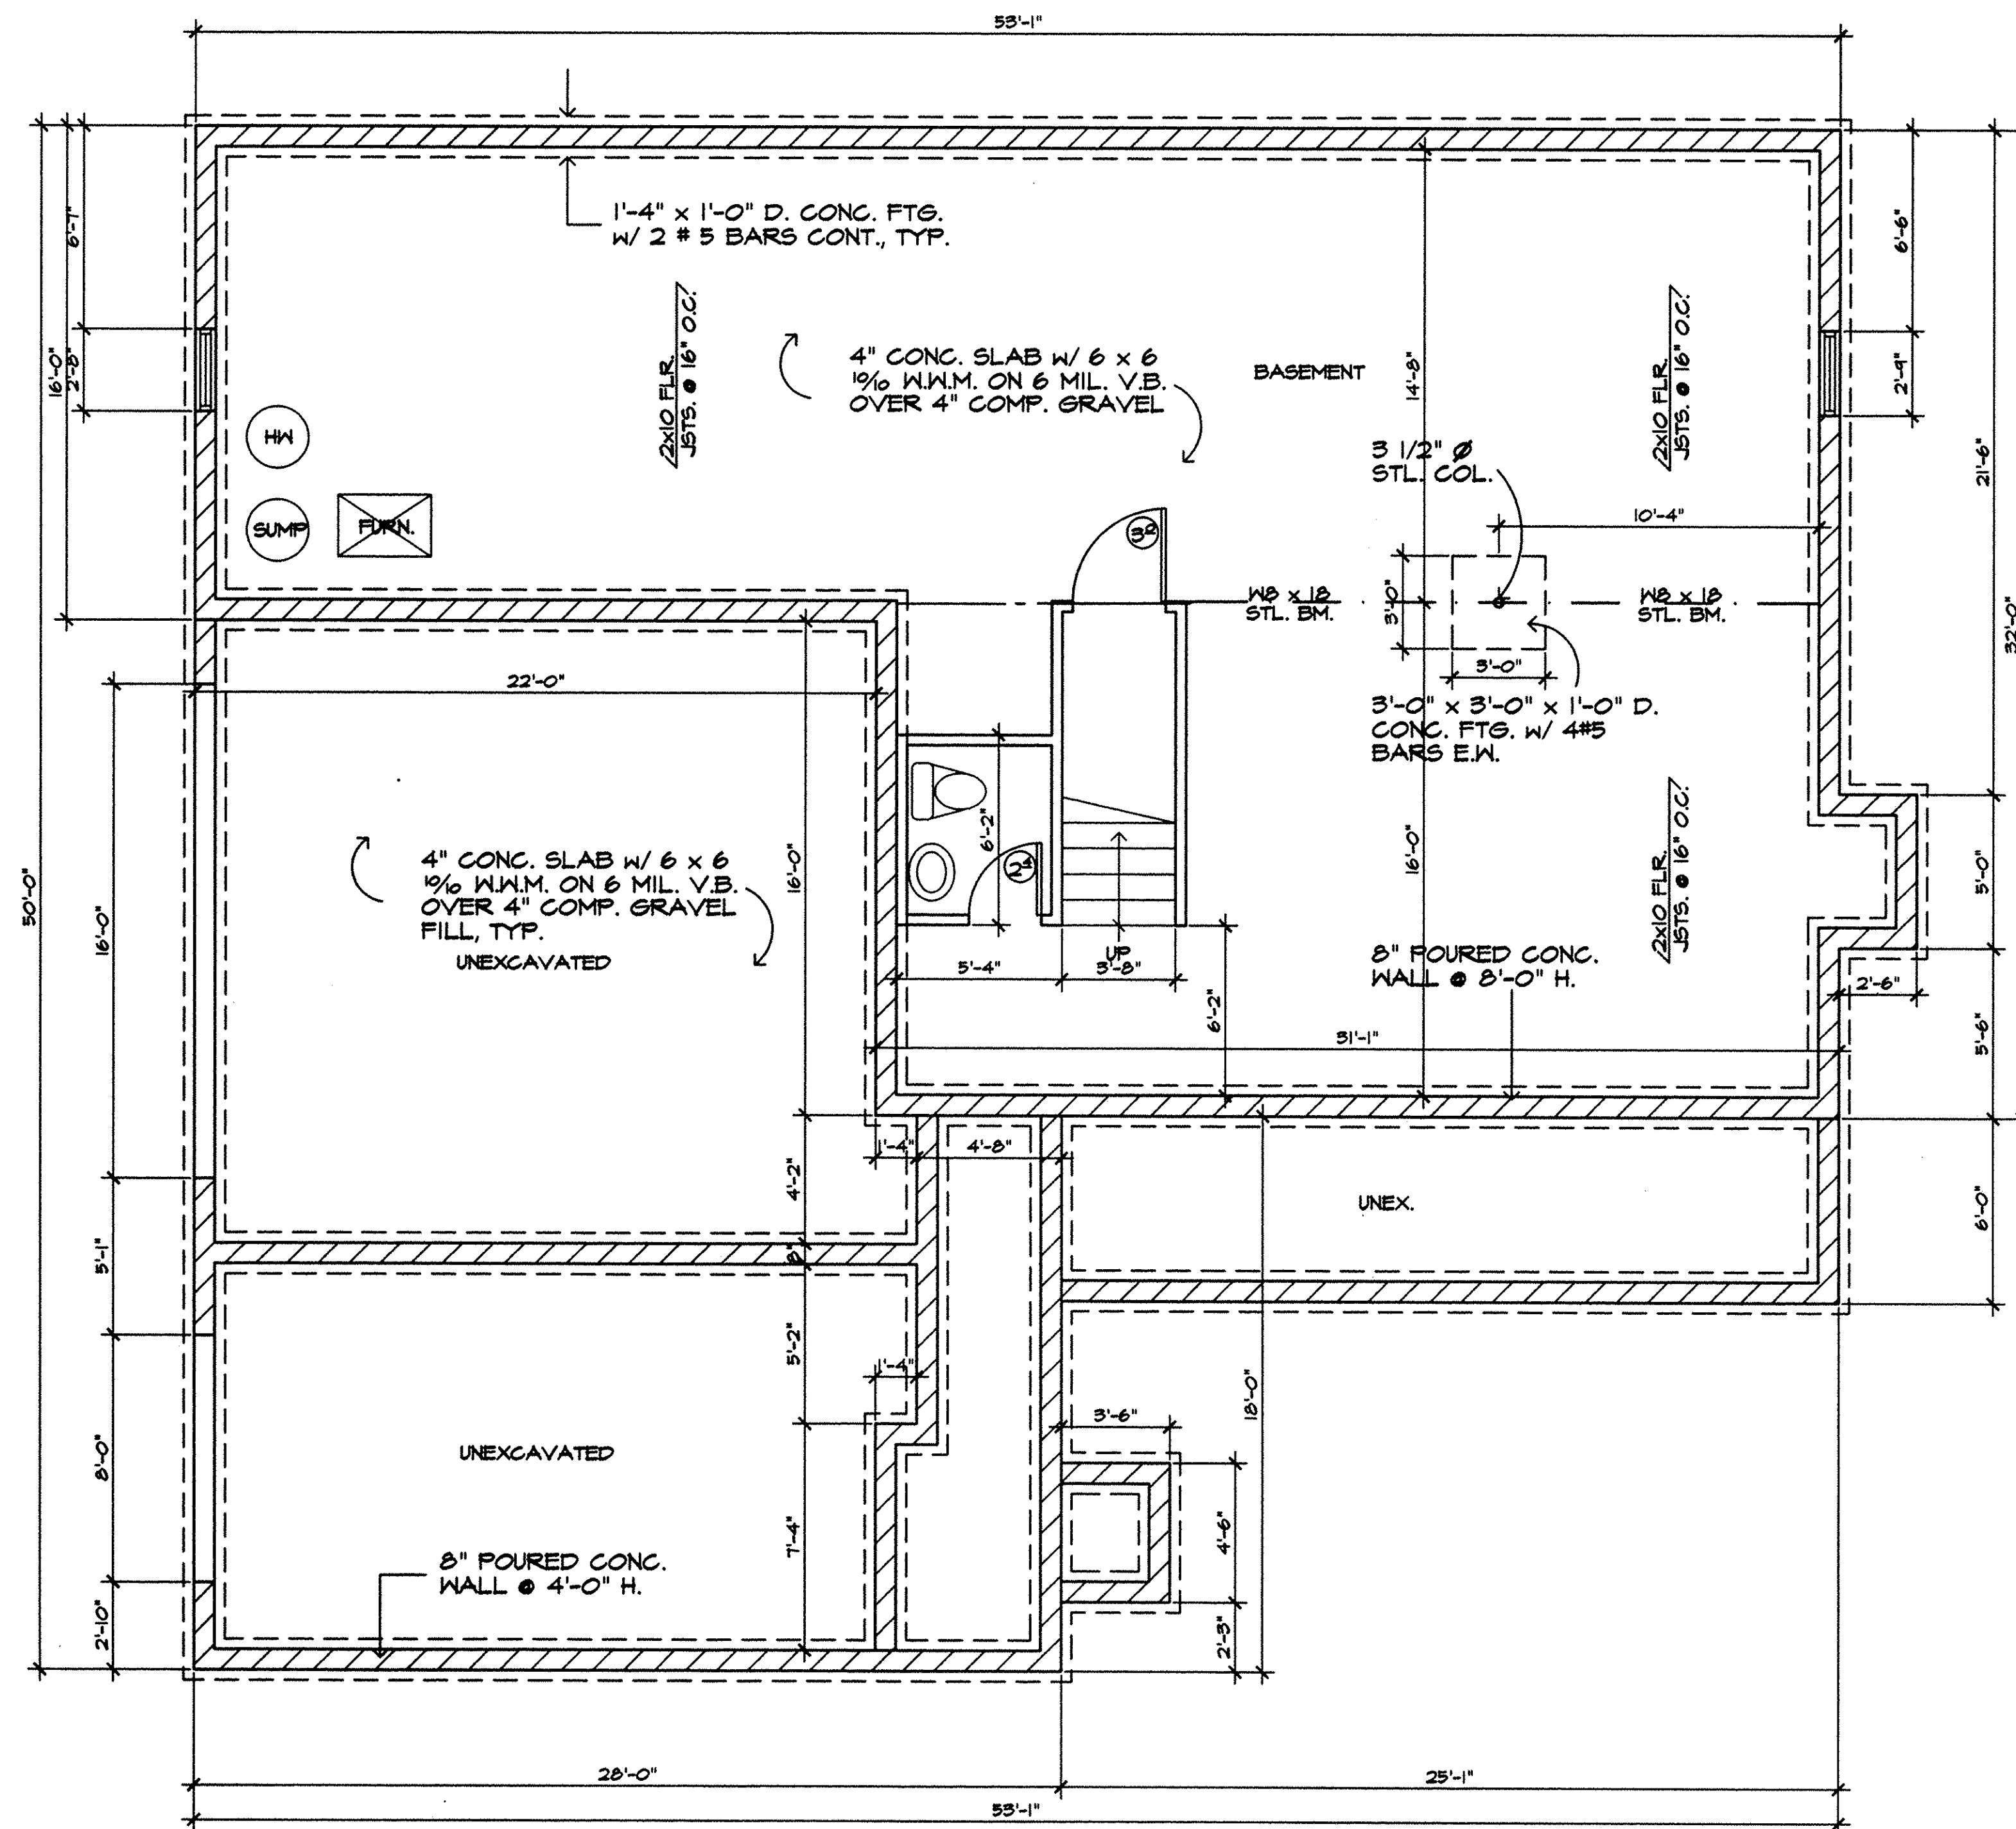 53'-1"
1'-4" x 1'-0" D. CONC. FTG.
W/ 2 # 5 BARS CONT., TYP.
6'-7"
2'-8"
16'-0"
50'-0"
6'-6"
2'-9"
21'-6"
32'-0"
2x10 FLR.
JSTS. @ 16" O.C.
4" CONC. SLAB W/ 6 x 6
10/10 W.W.M. ON 6 MIL. V.B.
OVER 4" COMP. GRAVEL
BASEMENT
14'-8"
2x10 FLR.
JSTS. @ 16" O.C.
HW
SUMP
FURN.
3 1/2" Ø
STL. COL.
10'-4"
3⁰
W8 x 18
STL. BM.
3'-0"
W8 x 18
STL. BM.
3'-0"
3'-0" x 3'-0" x 1'-0" D.
CONC. FTG. W/ 4#5
BARS E.W.
22'-0"
16'-0"
16'-0"
4" CONC. SLAB W/ 6 x 6
10/10 W.W.M. ON 6 MIL. V.B.
OVER 4" COMP. GRAVEL
FILL, TYP.
UNEXCAVATED
6'-2"
2⁴
UP
5'-4"
3'-8"
6'-2"
16'-0"
2x10 FLR.
JSTS. @ 16" O.C.
8" POURED CONC.
WALL @ 8'-0" H.
5'-0"
2'-6"
5'-6"
31'-1"
1'-4"
4'-8"
4'-2"
UNEX.
6'-0"
5'-1"
8"
5'-2"
1'-4"
18'-0"
3'-6"
8'-0"
UNEXCAVATED
7'-4"
4'-6"
8" POURED CONC.
WALL @ 4'-0" H.
2'-10"
2'-3"
28'-0"
25'-1"
53'-1"